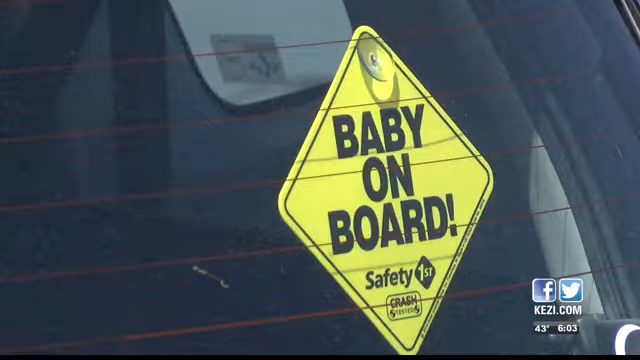 BABY
ON
BOARD!
Safety 1ST
CRASH
TESTED
KEZI.COM
43° 6:03